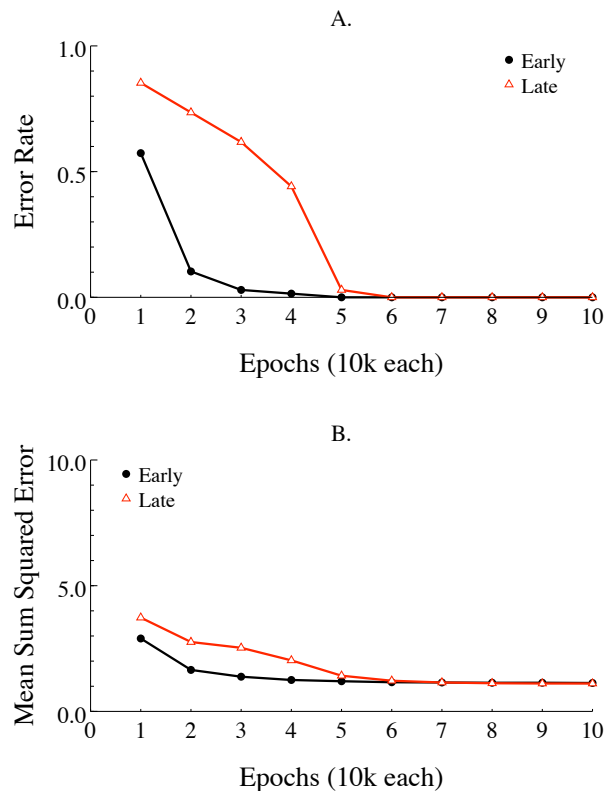 A.
1.0
Early
Late
Error Rate
0.5
0.0
0 1 2 3 4 5 6 7 8 9 10
Epochs (10k each)
B.
10.0
Early
Late
Mean Sum Squared Error
5.0
0.0
0 1 2 3 4 5 6 7 8 9 10
Epochs (10k each)